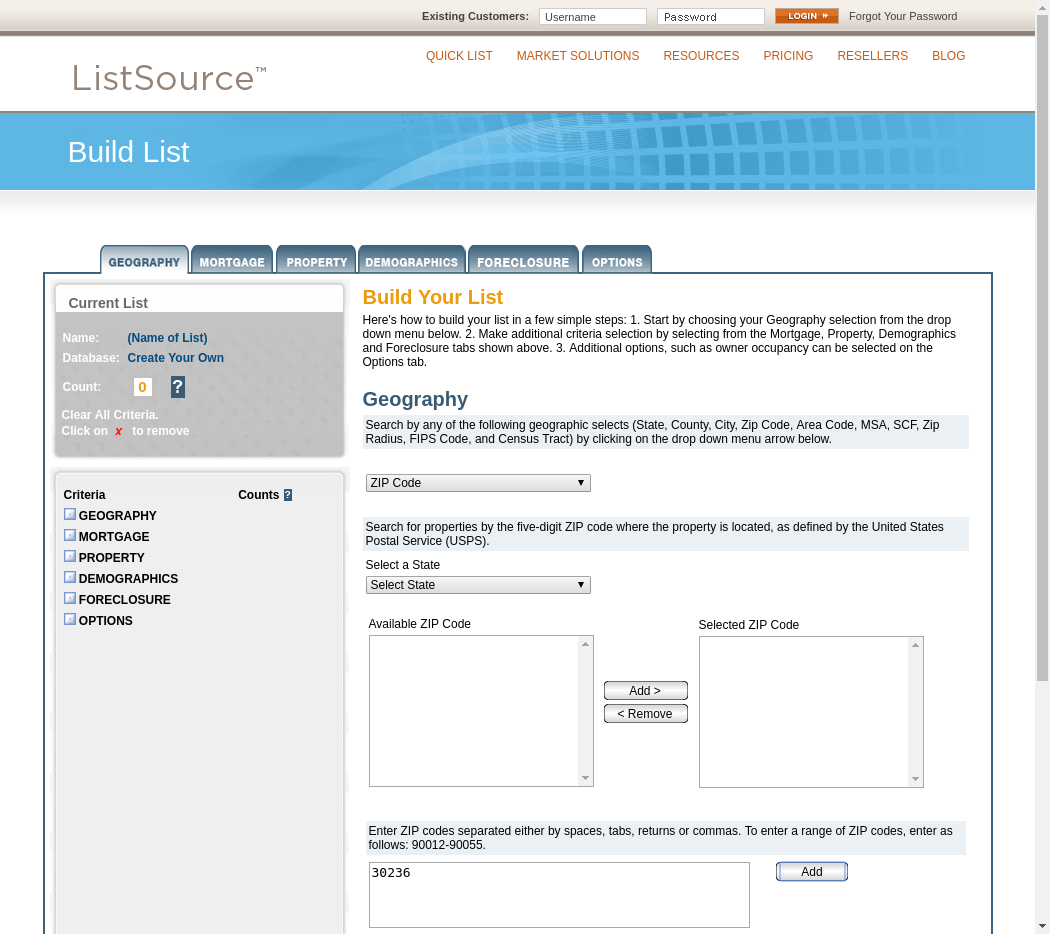 Existing Customers: Username Password LOGIN Forgot Your Password
QUICK LIST MARKET SOLUTIONS RESOURCES PRICING RESELLERS BLOG
ListSource™
Build List
GEOGRAPHY MORTGAGE PROPERTY DEMOGRAPHICS FORECLOSURE OPTIONS
Current List
Name: (Name of List)
Database: Create Your Own
Count: 0 ?
Clear All Criteria.
Click on x to remove
Criteria Counts ?
GEOGRAPHY
MORTGAGE
PROPERTY
DEMOGRAPHICS
FORECLOSURE
OPTIONS
Build Your List
Here's how to build your list in a few simple steps: 1. Start by choosing your Geography selection from the drop
down menu below. 2. Make additional criteria selection by selecting from the Mortgage, Property, Demographics
and Foreclosure tabs shown above. 3. Additional options, such as owner occupancy can be selected on the
Options tab.
Geography
Search by any of the following geographic selects (State, County, City, Zip Code, Area Code, MSA, SCF, Zip
Radius, FIPS Code, and Census Tract) by clicking on the drop down menu arrow below.
ZIP Code
Search for properties by the five-digit ZIP code where the property is located, as defined by the United States
Postal Service (USPS).
Select a State
Select State
Available ZIP Code Selected ZIP Code
Add >
< Remove
Enter ZIP codes separated either by spaces, tabs, returns or commas. To enter a range of ZIP codes, enter as
follows: 90012-90055.
30236 Add